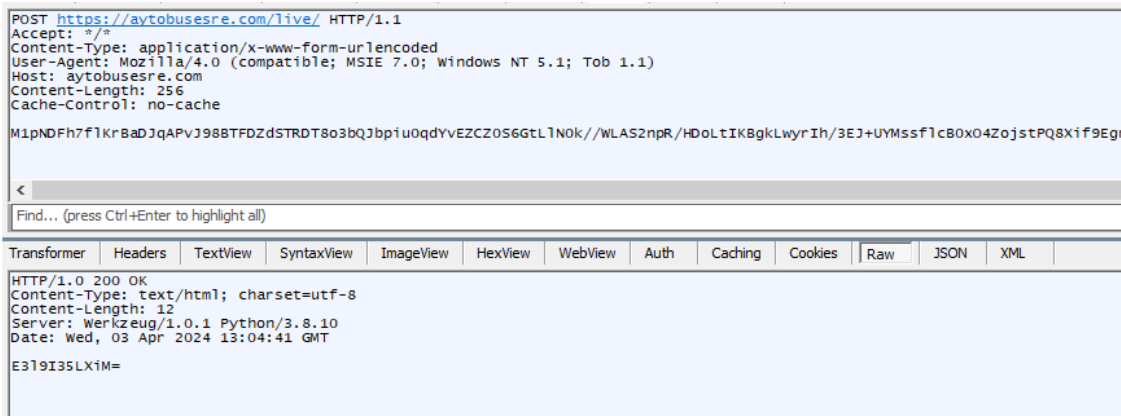 POST https://aytobusesre.com/live/ HTTP/1.1
Accept: */*
Content-Type: application/x-www-form-urlencoded
User-Agent: Mozilla/4.0 (compatible; MSIE 7.0; Windows NT 5.1; Tob 1.1)
Host: aytobusesre.com
Content-Length: 256
Cache-Control: no-cache
<
Find... (press Ctrl+Enter to highlight all)
Transformer Headers TextView SyntaxView ImageView HexView WebView Auth Caching Cookies Raw JSON XML
HTTP/1.0 200 OK
Content-Type: text/html; charset=utf-8
Content-Length: 12
Server: Werkzeug/1.0.1 Python/3.8.10
Date: Wed, 03 Apr 2024 13:04:41 GMT
E3l9I35LXiM=